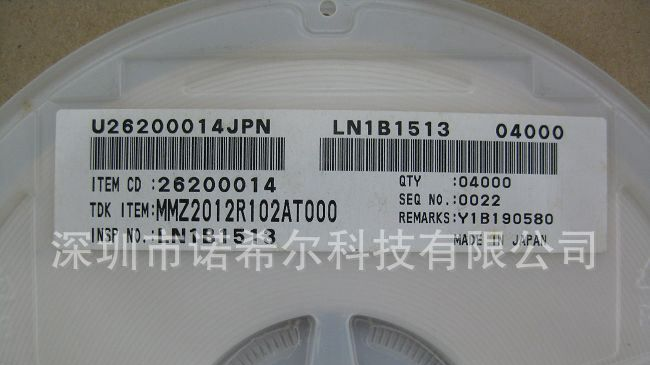 U26200014JPN
LN1B1513 04000
ITEM CD :26200014
QTY :04000
TDK ITEM:MMZ2012R102AT000
SEQ NO.:0022
REMARKS:Y1B190580
INSP NO.:LN1B1513
MADE IN JAPAN
深圳市诺希尔科技有限公司